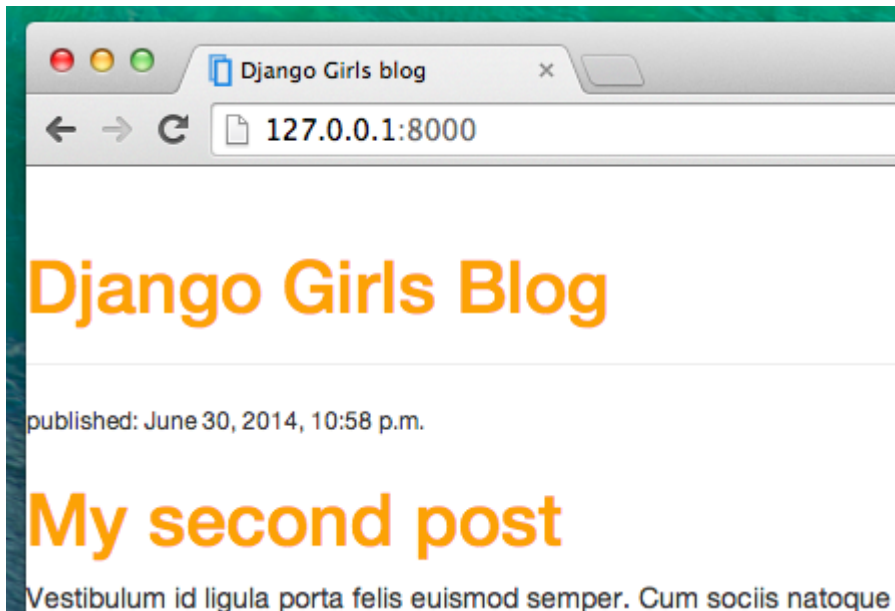 Django Girls blog
127.0.0.1:8000
Django Girls Blog
published: June 30, 2014, 10:58 p.m.
My second post
Vestibulum id ligula porta felis euismod semper. Cum sociis natoque